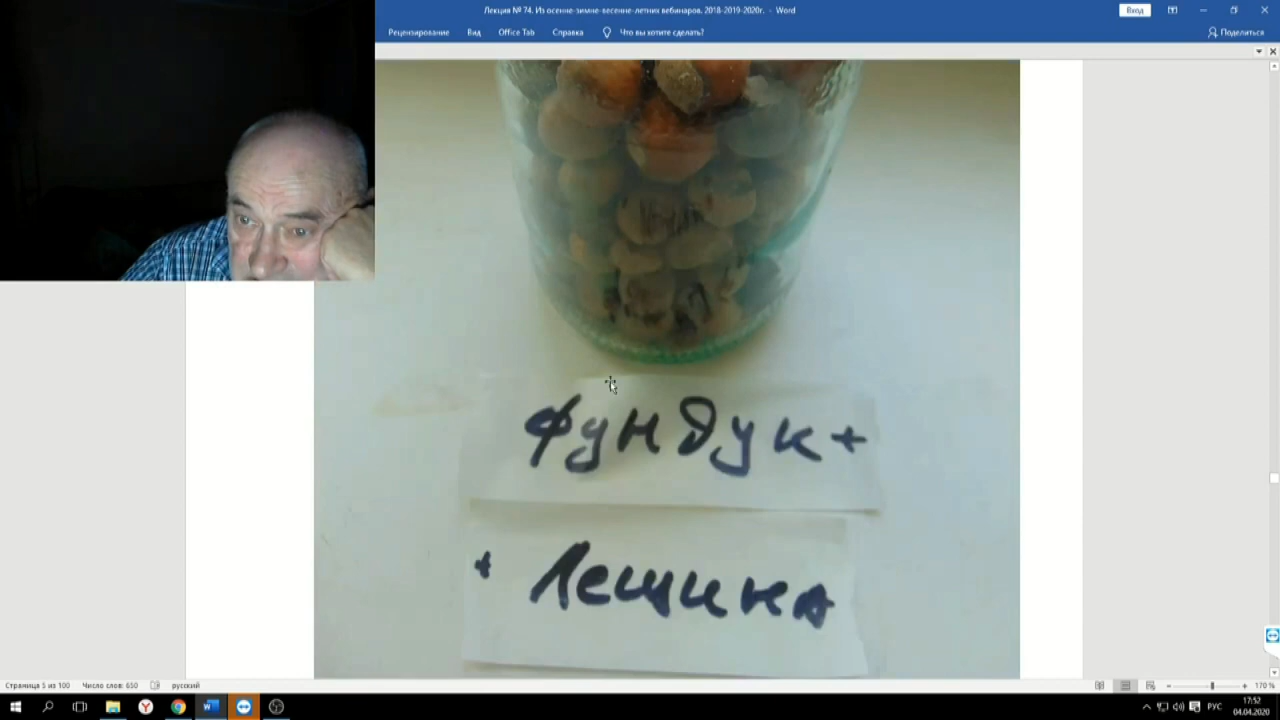 Лекция № 74. Из осенне-зимне-весенне-летних вебинаров. 2018-2019-2020г. - Word
Вход
Рецензирование Вид Office Tab Справка Что вы хотите сделать? Поделиться
фундук+
+ Лещина
Страница 5 из 100 Число слов: 650 русский 170 %
РУС 17:52
04.04.2020